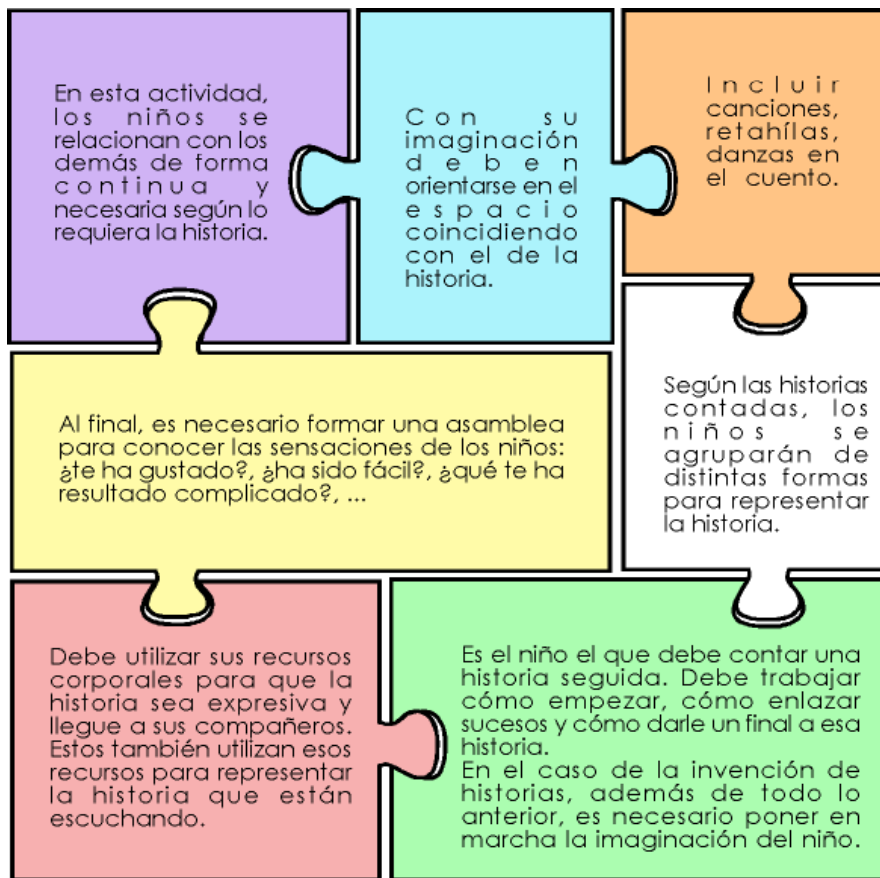 En esta actividad,
los niños se
relacionan con los
demás de forma
continua y
necesaria según lo
requiera la historia.
Con su
imaginación
deben
orientarse en el
espacio
coincidiendo
con el de la
historia.
Incluir
canciones,
retahílas,
danzas en
el cuento.
Al final, es necesario formar una asamblea
para conocer las sensaciones de los niños:
¿te ha gustado?, ¿ha sido fácil?, ¿qué te ha
resultado complicado?, ...
Según las historias
contadas, los
niños se
agruparán de
distintas formas
para representar
la historia.
Debe utilizar sus recursos
corporales para que la
historia sea expresiva y
llegue a sus compañeros.
Estos también utilizan esos
recursos para representar
la historia que están
escuchando.
Es el niño el que debe contar una
historia seguida. Debe trabajar
cómo empezar, cómo enlazar
sucesos y cómo darle un final a esa
historia.
En el caso de la invención de
historias, además de todo lo
anterior, es necesario poner en
marcha la imaginación del niño.